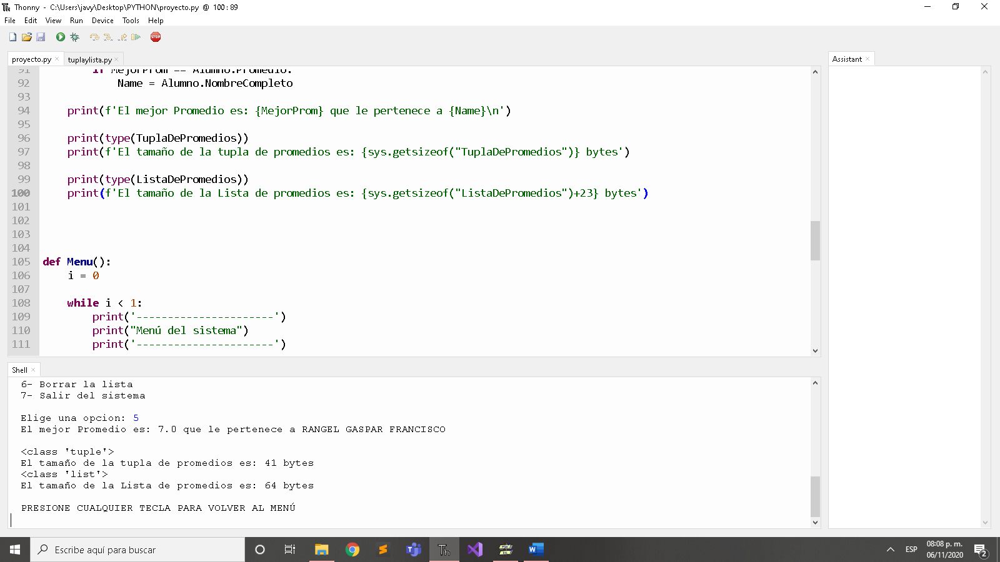 Thonny - C:\Users\javy\Desktop\PYTHON\proyecto.py @ 100 : 89
File Edit View Run Device Tools Help
STOP
proyecto.py ×
tuplaylista.py ×
Assistant ×
91 if MejorProm == Alumno.Promedio:
92 Name = Alumno.NombreCompleto
93
94 print(f'El mejor Promedio es: {MejorProm} que le pertenece a {Name}\n')
95
96 print(type(TuplaDePromedios))
97 print(f'El tamaño de la tupla de promedios es: {sys.getsizeof("TuplaDePromedios")} bytes')
98
99 print(type(ListaDePromedios))
100 print(f'El tamaño de la Lista de promedios es: {sys.getsizeof("ListaDePromedios")+23} bytes')
101
102
103
104
105 def Menu():
106 i = 0
107
108 while i < 1:
109 print('----------------------')
110 print("Menú del sistema")
111 print('----------------------')
Shell ×
6- Borrar la lista
7- Salir del sistema
Elige una opcion: 5
El mejor Promedio es: 7.0 que le pertenece a RANGEL GASPAR FRANCISCO
<class 'tuple'>
El tamaño de la tupla de promedios es: 41 bytes
<class 'list'>
El tamaño de la Lista de promedios es: 64 bytes
PRESIONE CUALQUIER TECLA PARA VOLVER AL MENÚ
Escribe aquí para buscar
ESP
08:08 p. m.
06/11/2020
2